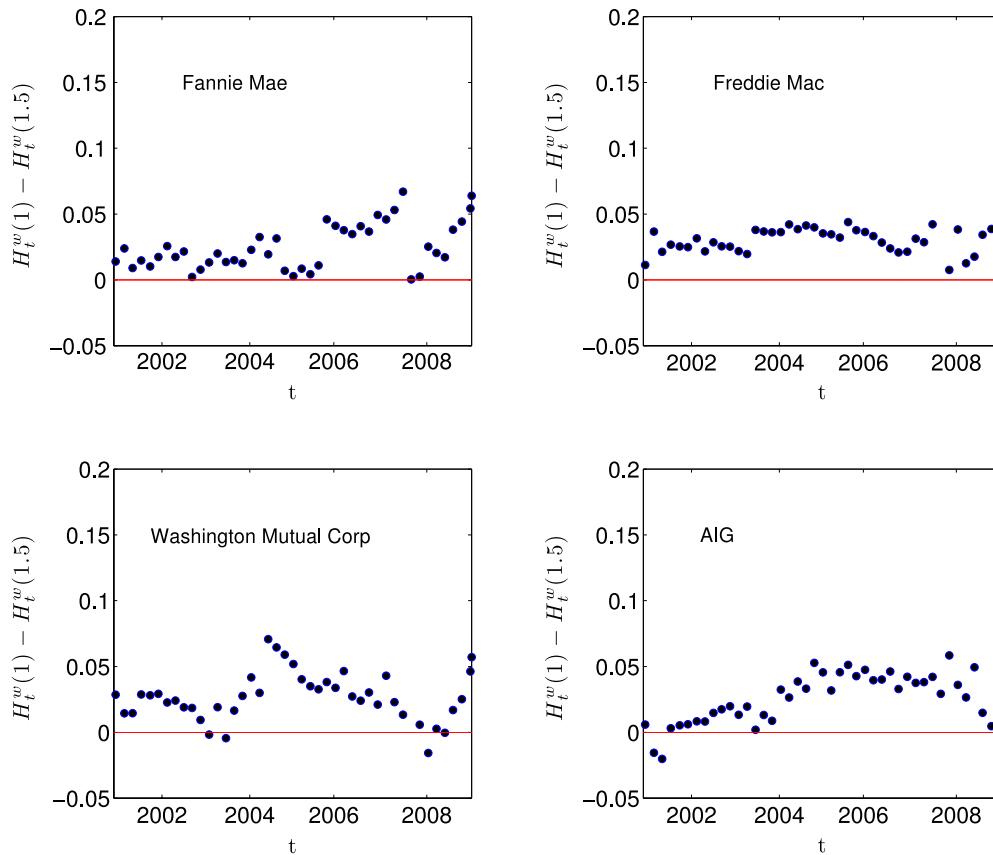 0.2
0.15
0.1
0.05
0
−0.05
H_t^w(1) − H_t^w(1.5)
Fannie Mae
2002 2004 2006 2008
t
0.2
0.15
0.1
0.05
0
−0.05
H_t^w(1) − H_t^w(1.5)
Freddie Mac
2002 2004 2006 2008
t
0.2
0.15
0.1
0.05
0
−0.05
H_t^w(1) − H_t^w(1.5)
Washington Mutual Corp
2002 2004 2006 2008
t
0.2
0.15
0.1
0.05
0
−0.05
H_t^w(1) − H_t^w(1.5)
AIG
2002 2004 2006 2008
t